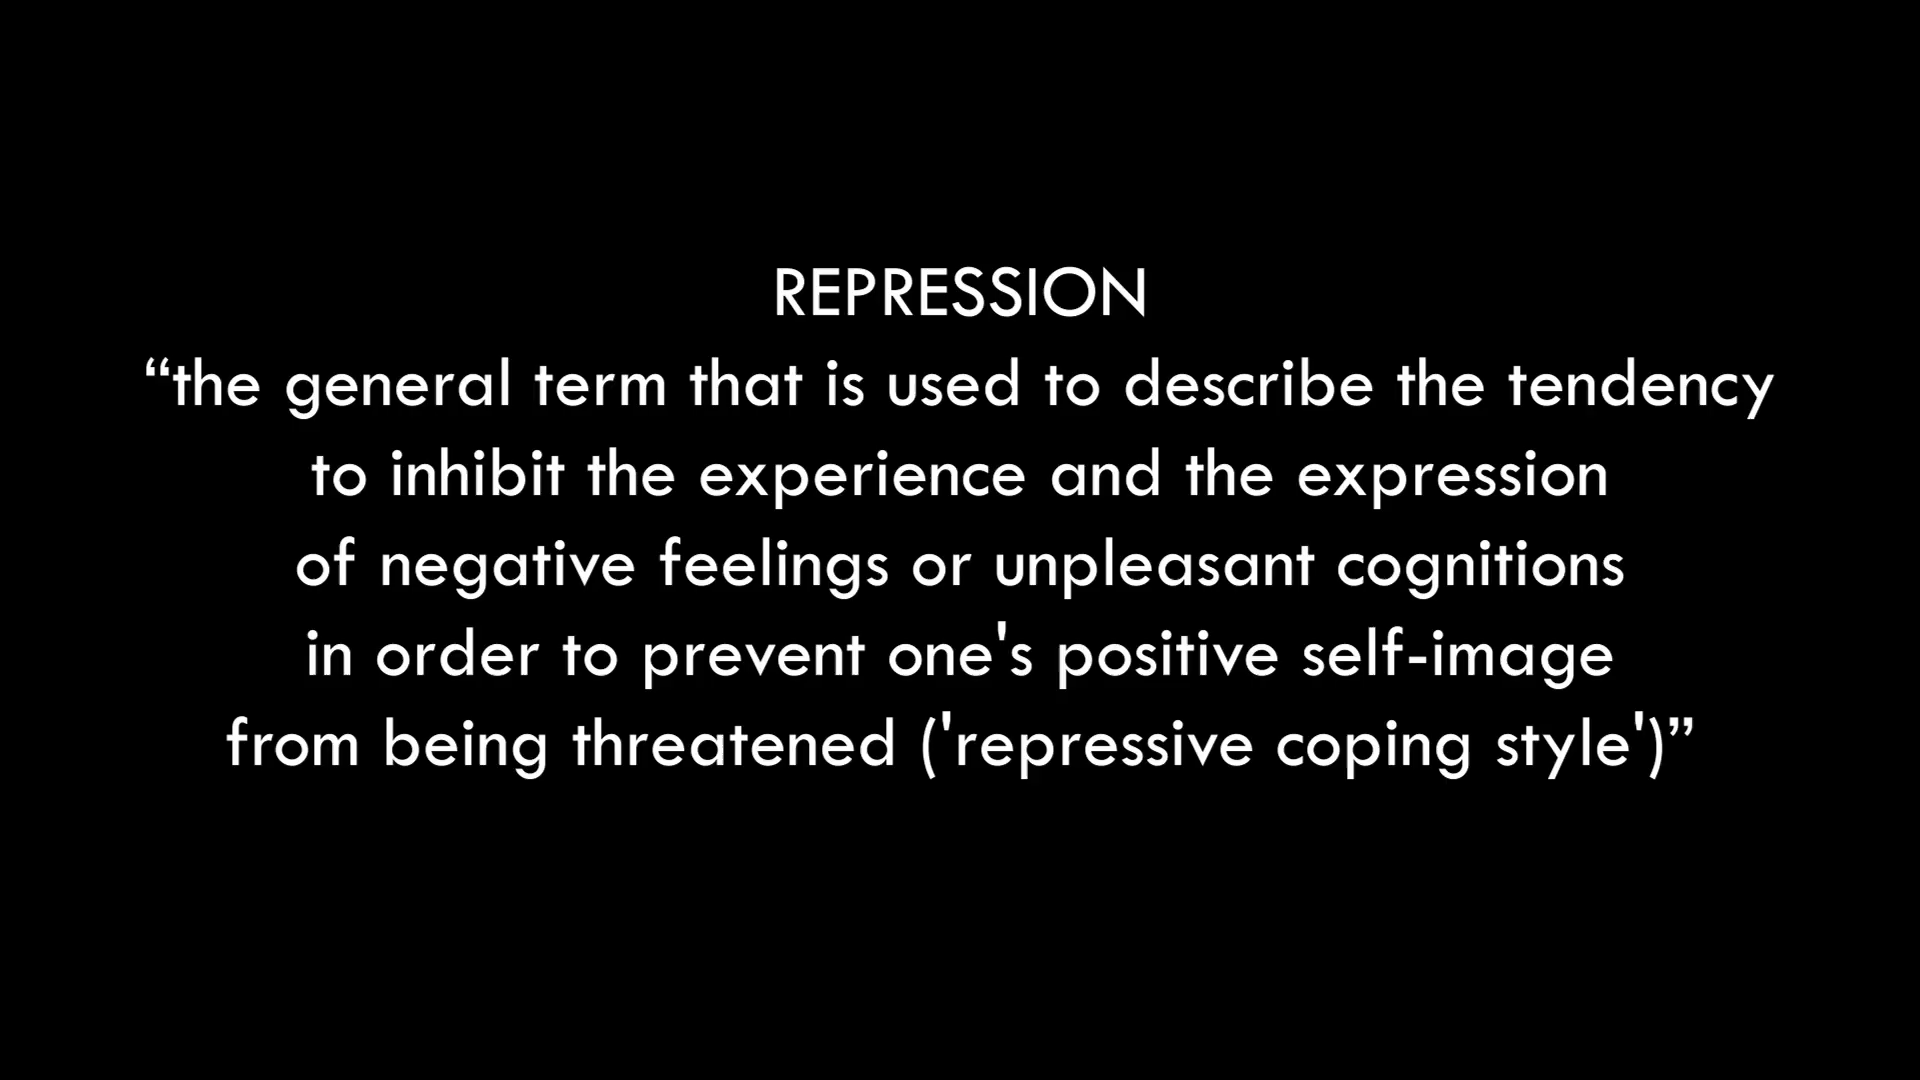 REPRESSION
“the general term that is used to describe the tendency
to inhibit the experience and the expression
of negative feelings or unpleasant cognitions
in order to prevent one's positive self-image
from being threatened ('repressive coping style')”